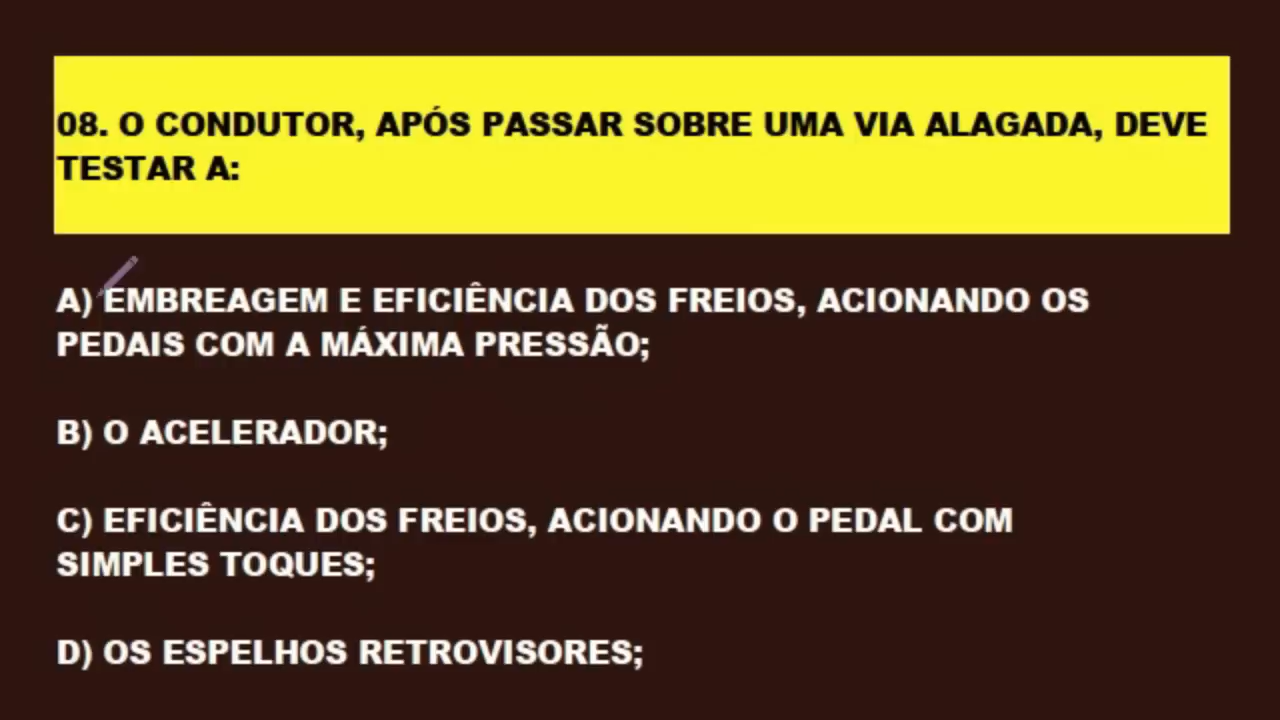 08. O CONDUTOR, APÓS PASSAR SOBRE UMA VIA ALAGADA, DEVE
TESTAR A:
A) EMBREAGEM E EFICIÊNCIA DOS FREIOS, ACIONANDO OS
PEDAIS COM A MÁXIMA PRESSÃO;
B) O ACELERADOR;
C) EFICIÊNCIA DOS FREIOS, ACIONANDO O PEDAL COM
SIMPLES TOQUES;
D) OS ESPELHOS RETROVISORES;